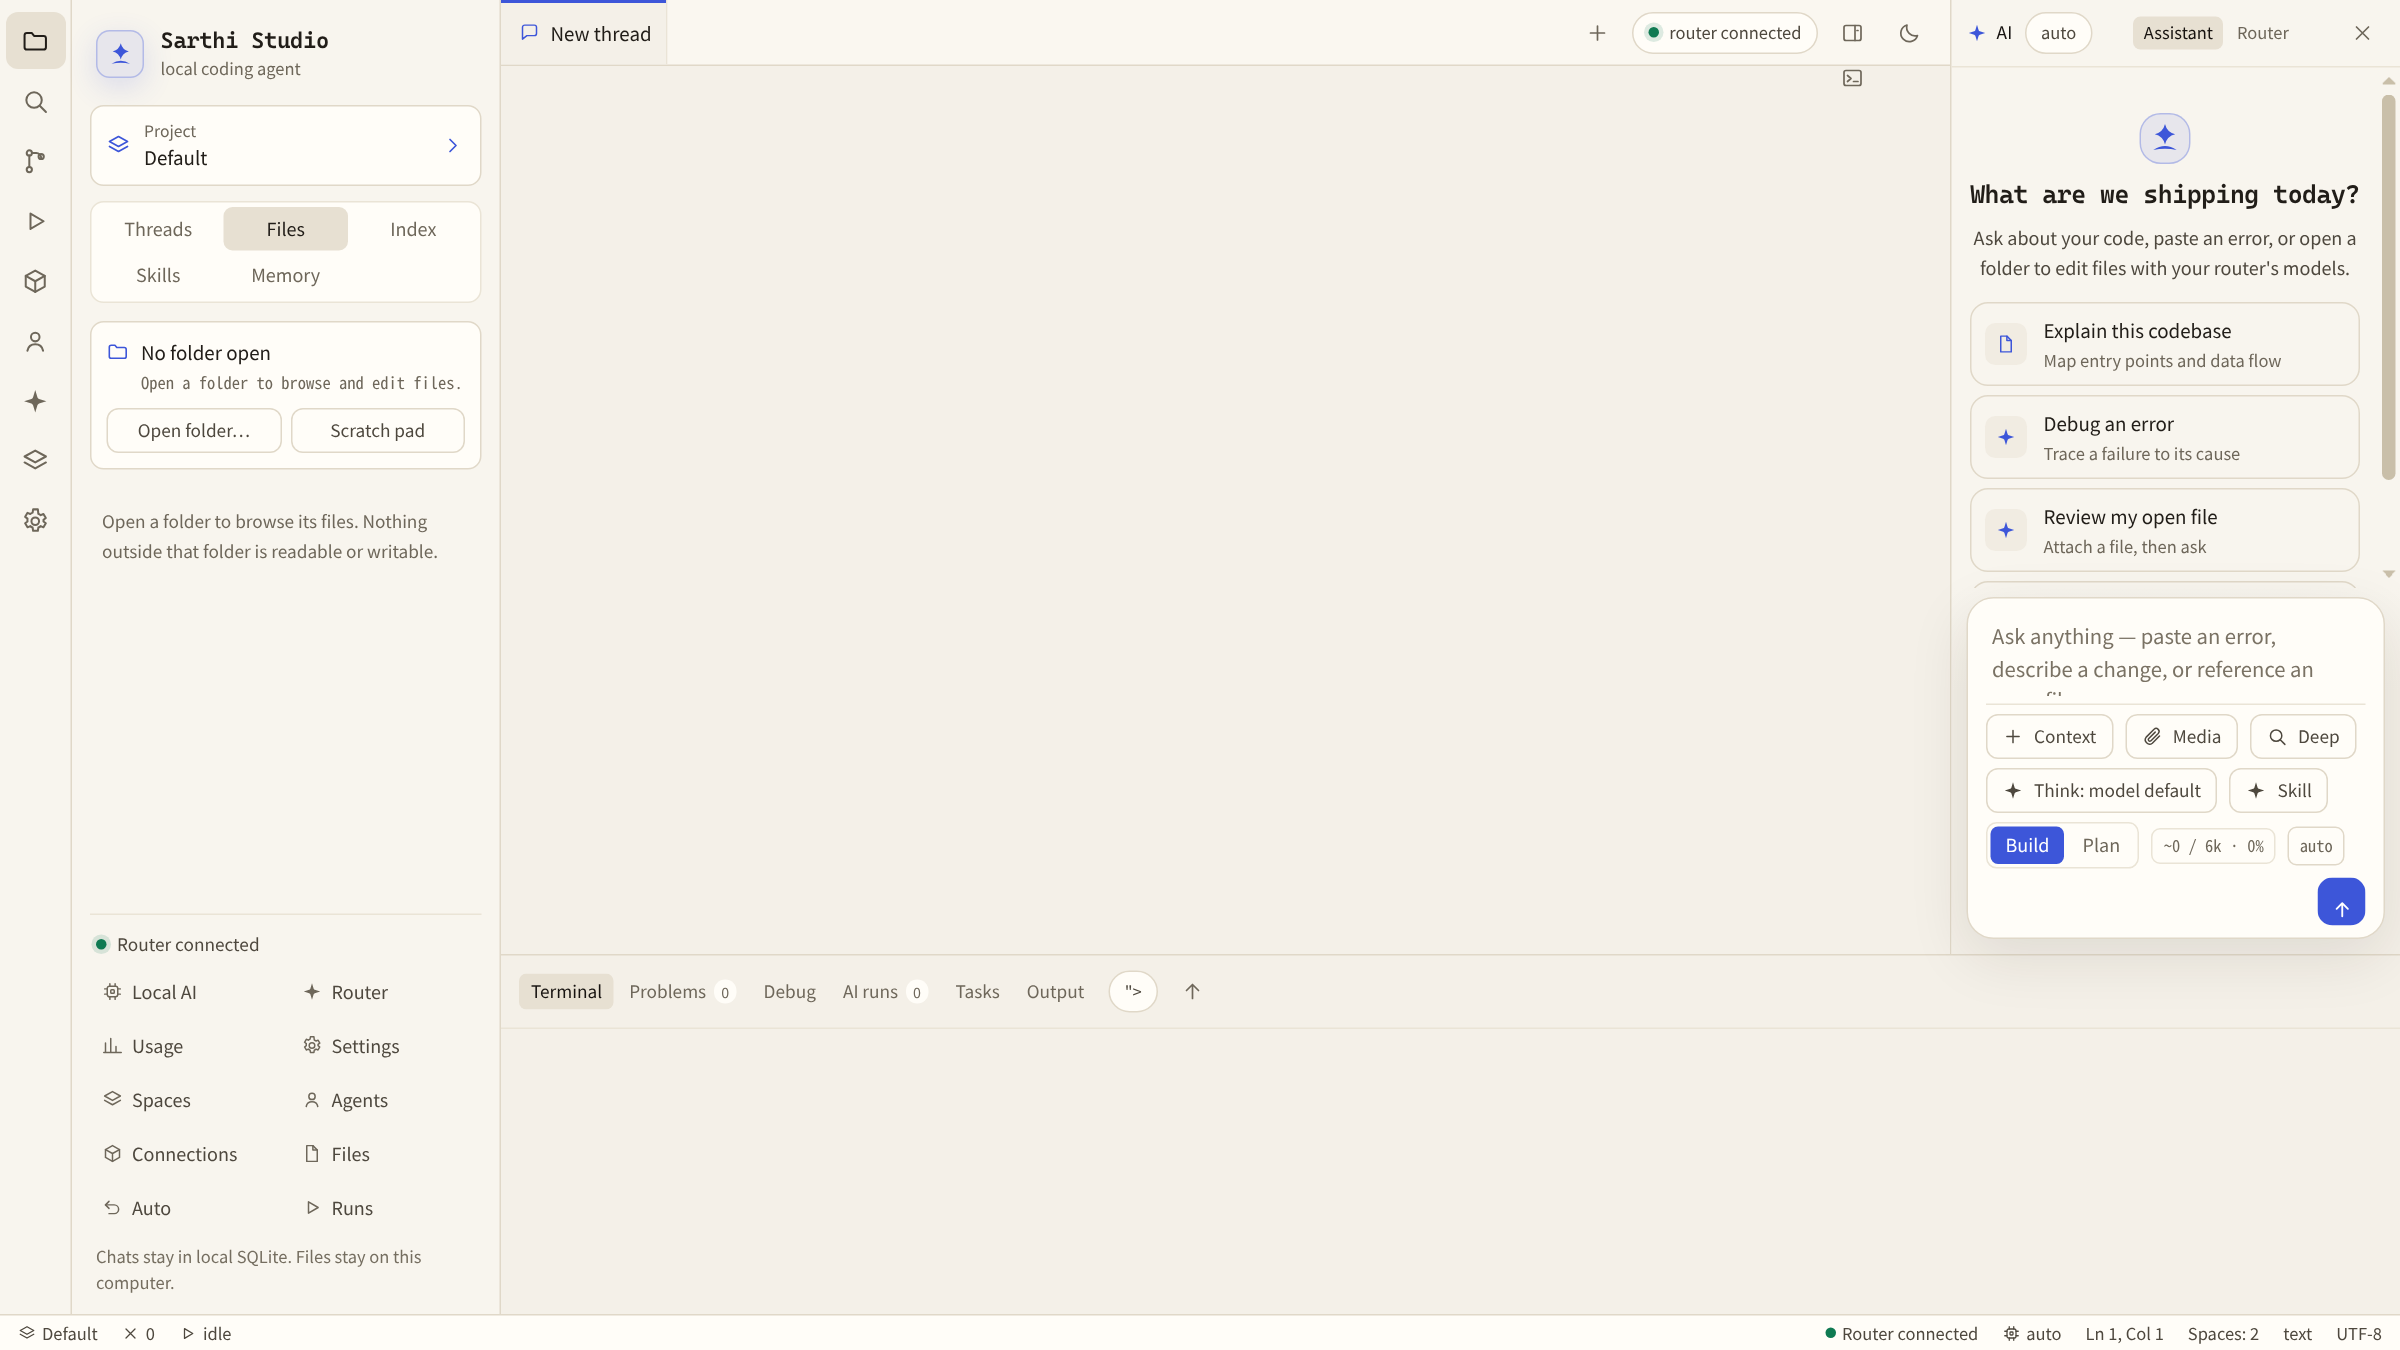 Sarthi Studio
local coding agent
Project
Default
Threads
Files
Index
Skills
Memory
No folder open
Open a folder to browse and edit files.
Open folder…
Scratch pad
Open a folder to browse its files. Nothing
outside that folder is readable or writable.
Router connected
Local AI
Router
Usage
Settings
Spaces
Agents
Connections
Files
Auto
Runs
Chats stay in local SQLite. Files stay on this
computer.
New thread
router connected
Terminal
Problems 0
Debug
AI runs 0
Tasks
Output
">
AI
auto
Assistant
Router
What are we shipping today?
Ask about your code, paste an error, or open a
folder to edit files with your router's models.
Explain this codebase
Map entry points and data flow
Debug an error
Trace a failure to its cause
Review my open file
Attach a file, then ask
Ask anything — paste an error,
describe a change, or reference an
Context
Media
Deep
Think: model default
Skill
Build
Plan
~0 / 6k · 0%
auto
Default
0
idle
Router connected
auto
Ln 1, Col 1
Spaces: 2
text
UTF-8